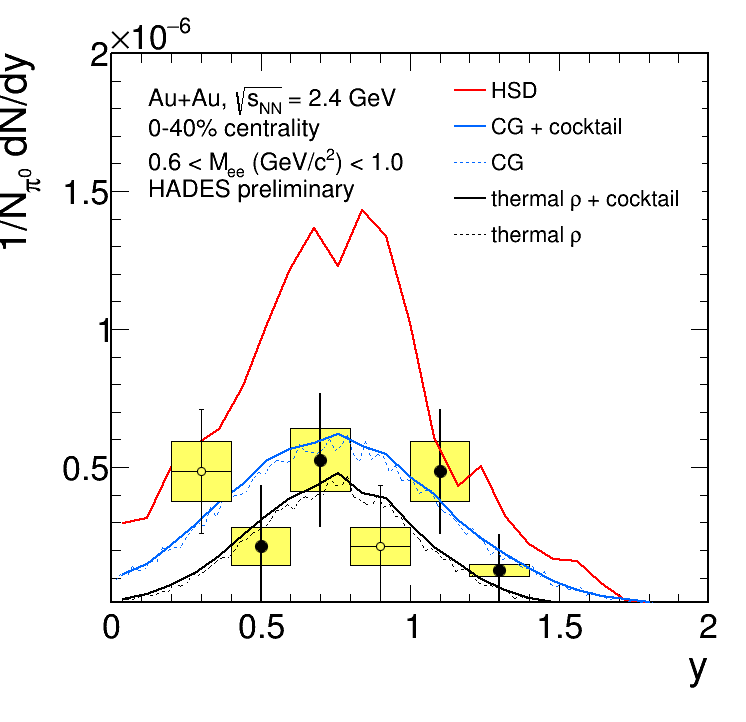 ×10⁻⁶
1/N_π⁰ dN/dy
2
1.5
1
0.5
Au+Au, √s_NN = 2.4 GeV
0-40% centrality
0.6 < M_ee (GeV/c²) < 1.0
HADES preliminary
HSD
CG + cocktail
CG
thermal ρ + cocktail
thermal ρ
0 0.5 1 1.5 2
y